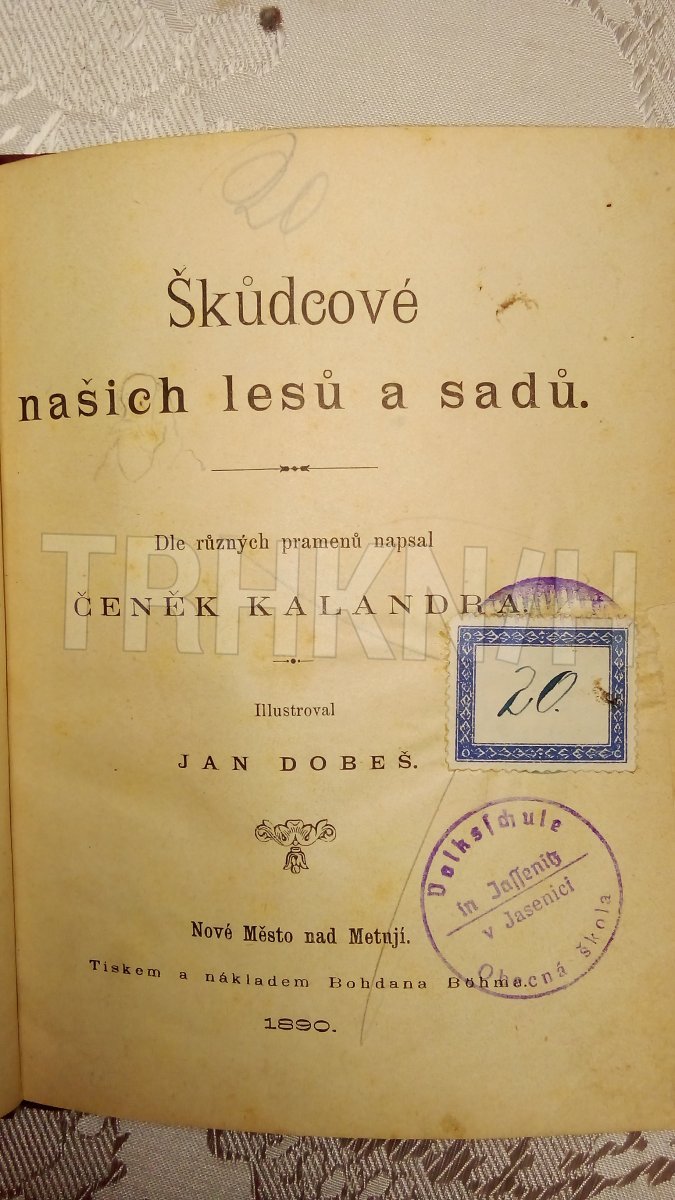 20
Škůdcové
našich lesů a sadů.
Dle různých pramenů napsal
ČENĚK KALANDRA.
TRHKNIH
Illustroval
JAN DOBEŠ.
20.
Volksschule
in Jassenitz
v Jasenici
Obecná škola
Nové Město nad Metují.
Tiskem a nákladem Bohdana Böhma.
1890.